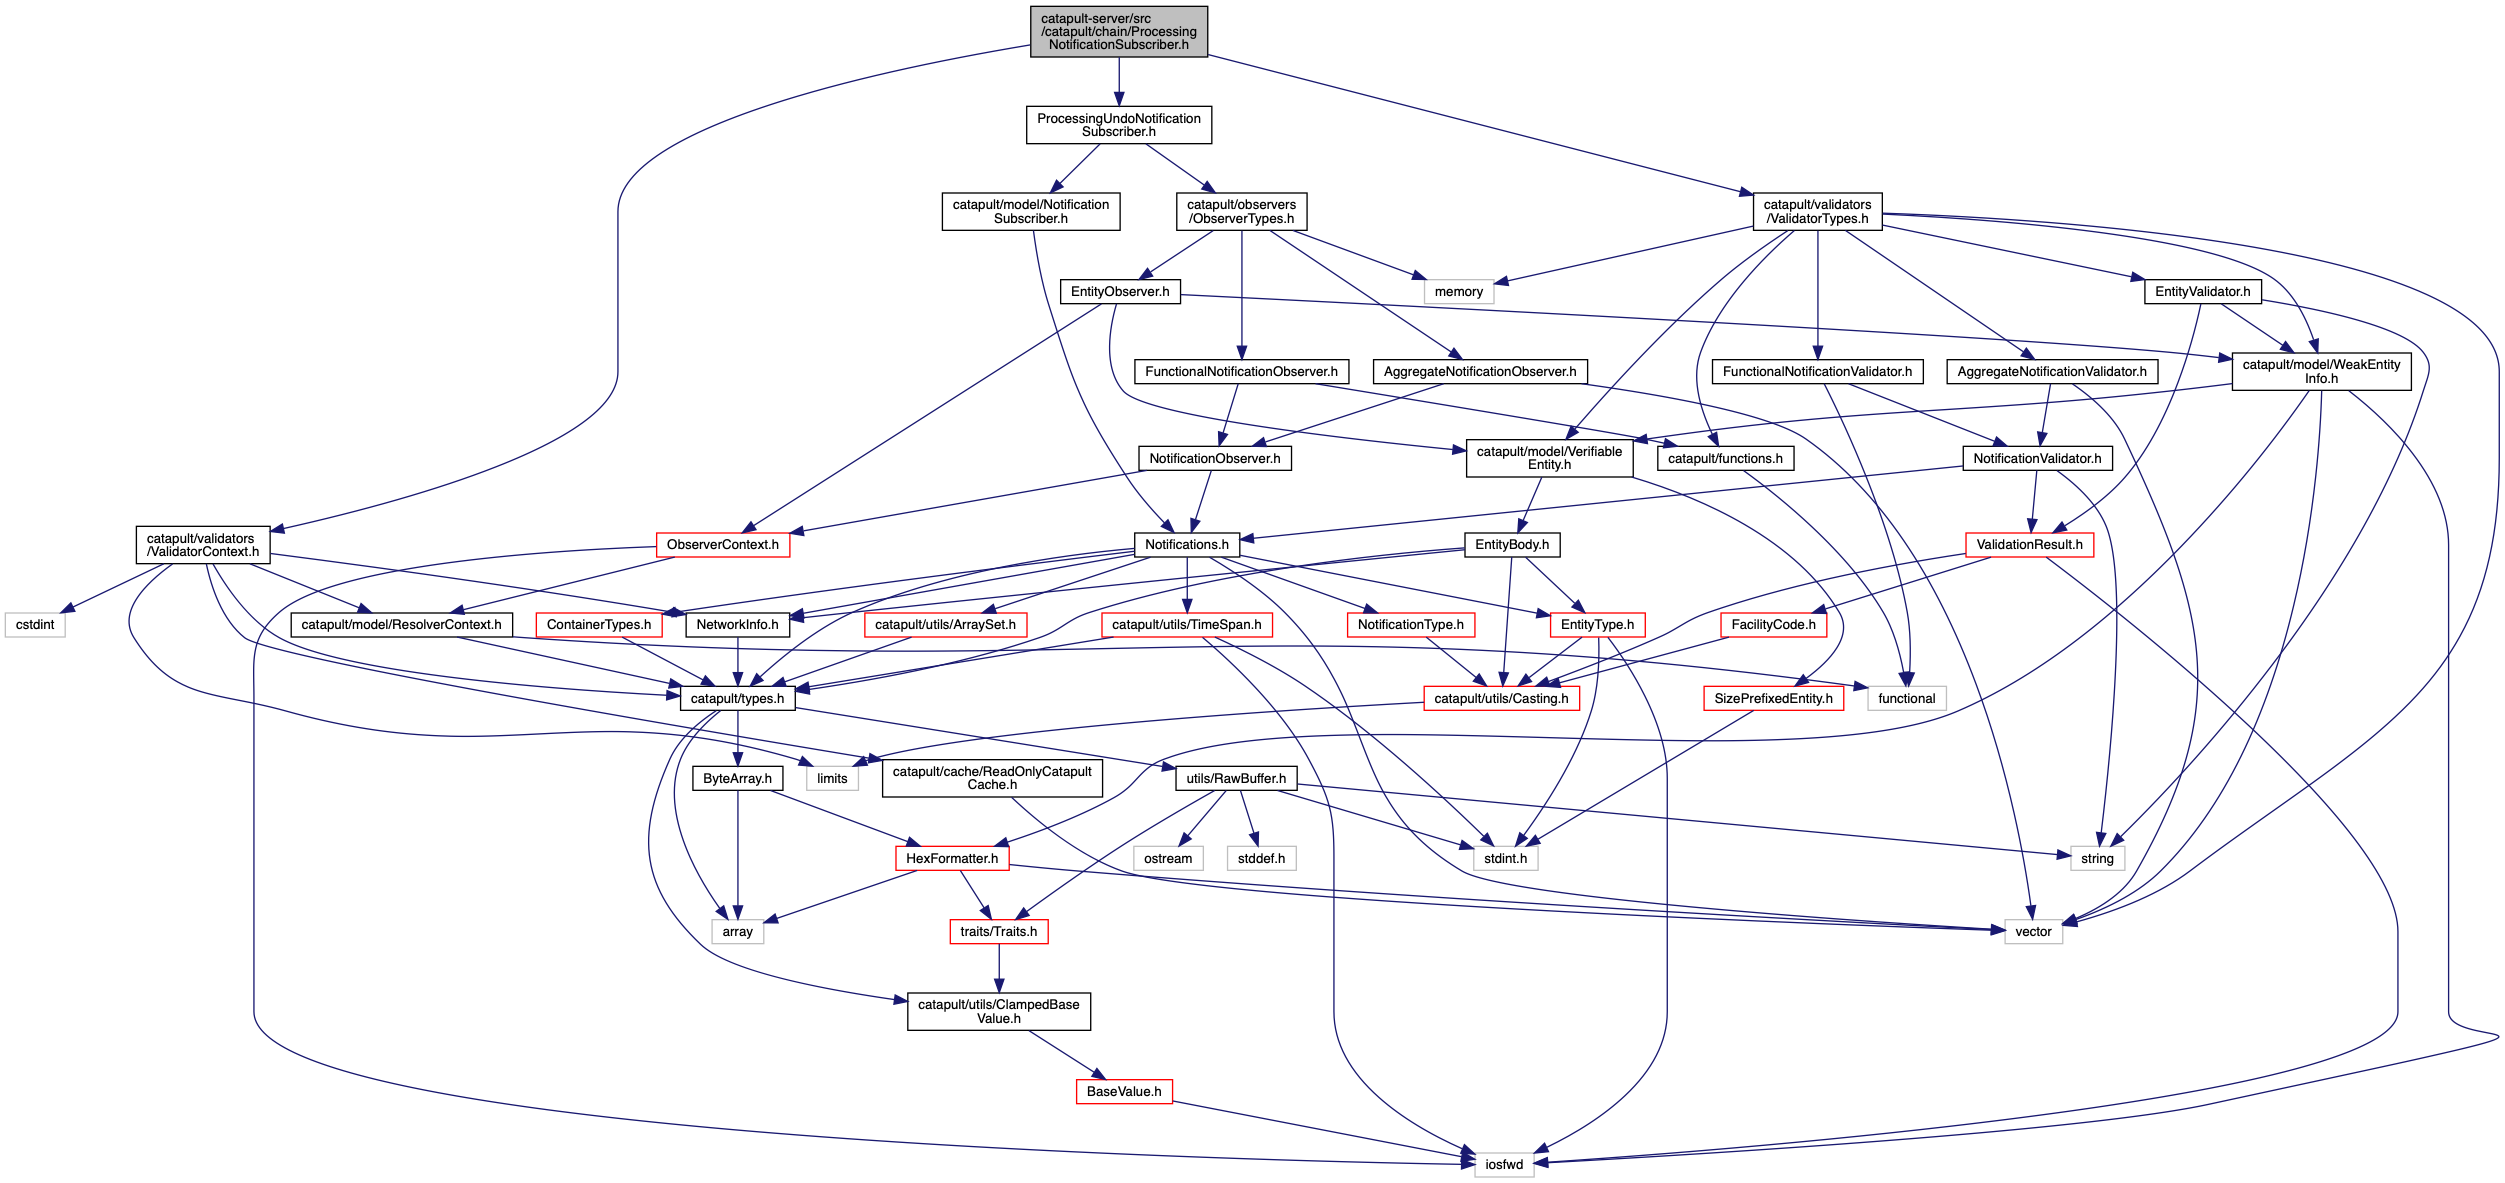 catapult-server/src
/catapult/chain/Processing
NotificationSubscriber.h
ProcessingUndoNotification
Subscriber.h
catapult/model/Notification
Subscriber.h
catapult/observers
/ObserverTypes.h
catapult/validators
/ValidatorTypes.h
EntityObserver.h
memory
EntityValidator.h
FunctionalNotificationObserver.h
AggregateNotificationObserver.h
FunctionalNotificationValidator.h
AggregateNotificationValidator.h
catapult/model/WeakEntity
Info.h
NotificationObserver.h
catapult/model/Verifiable
Entity.h
catapult/functions.h
NotificationValidator.h
catapult/validators
/ValidatorContext.h
ObserverContext.h
Notifications.h
EntityBody.h
ValidationResult.h
cstdint
catapult/model/ResolverContext.h
ContainerTypes.h
NetworkInfo.h
catapult/utils/ArraySet.h
catapult/utils/TimeSpan.h
NotificationType.h
EntityType.h
FacilityCode.h
catapult/types.h
catapult/utils/Casting.h
SizePrefixedEntity.h
functional
ByteArray.h
limits
catapult/cache/ReadOnlyCatapult
Cache.h
utils/RawBuffer.h
HexFormatter.h
ostream
stddef.h
stdint.h
string
array
traits/Traits.h
vector
catapult/utils/ClampedBase
Value.h
BaseValue.h
iosfwd